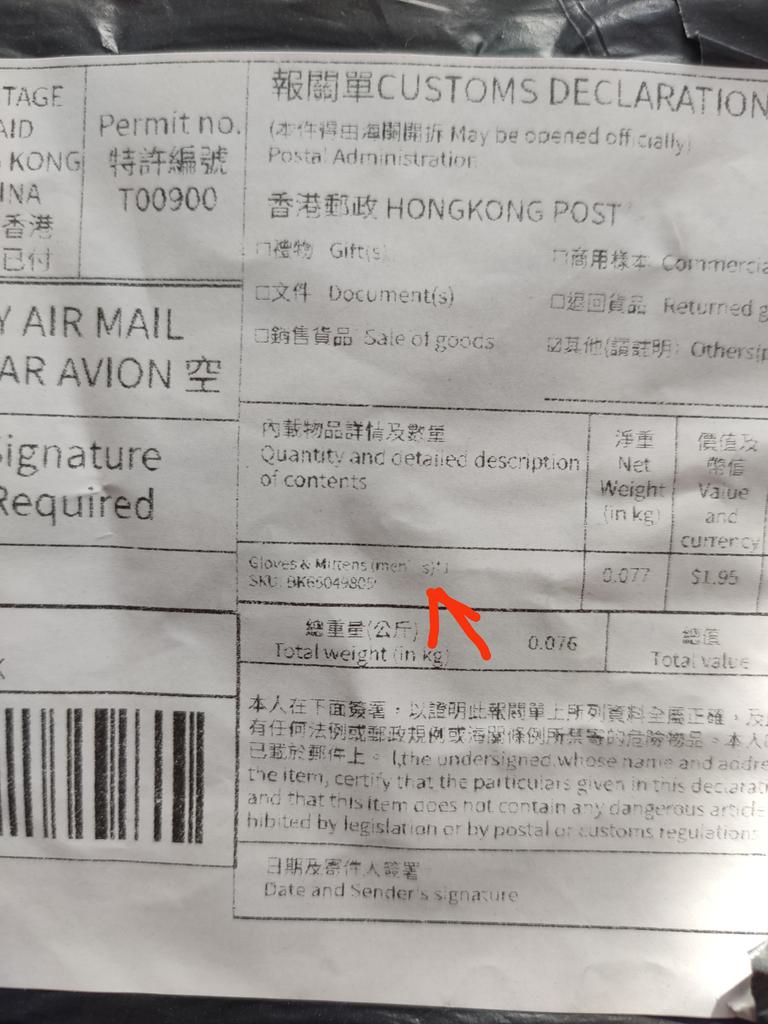 TAGE
AID
KONG
INA
香港
已付
Permit no.
特許編號
T00900
報關單CUSTOMS DECLARATION
(本件得由海關開拆 May be opened officially)
Postal Administration
香港郵政 HONGKONG POST
□禮物 Gift(s)
□商用樣本 Commercia
□文件 Document(s)
□退回貨品 Returned g
□銷售貨品 Sale of goods
☑其他(請註明) Others(p
Y AIR MAIL
AR AVION 空
Signature
Required
內載物品詳情及數量
Quantity and detailed description
of contents
淨重
Net
Weight
(in kg)
價值及
幣值
Value
and
currency
Gloves & Mittens (men's)*1
SKU: BK65049805
0.077
$1.95
總重量(公斤)
Total weight (in kg)
0.076
總值
Total value
K
本人在下面簽署,以證明此報關單上所列資料全屬正確,及
有任何法例或郵政規例或海關條例所禁寄的危險物品。本人
已載於郵件上。 I,the undersigned,whose name and addre
the item, certify that the particulars given in this declarat
and that this item does not contain any dangerous article
hibited by legislation or by postal or customs regulations
日期及寄件人簽署
Date and Sender's signature